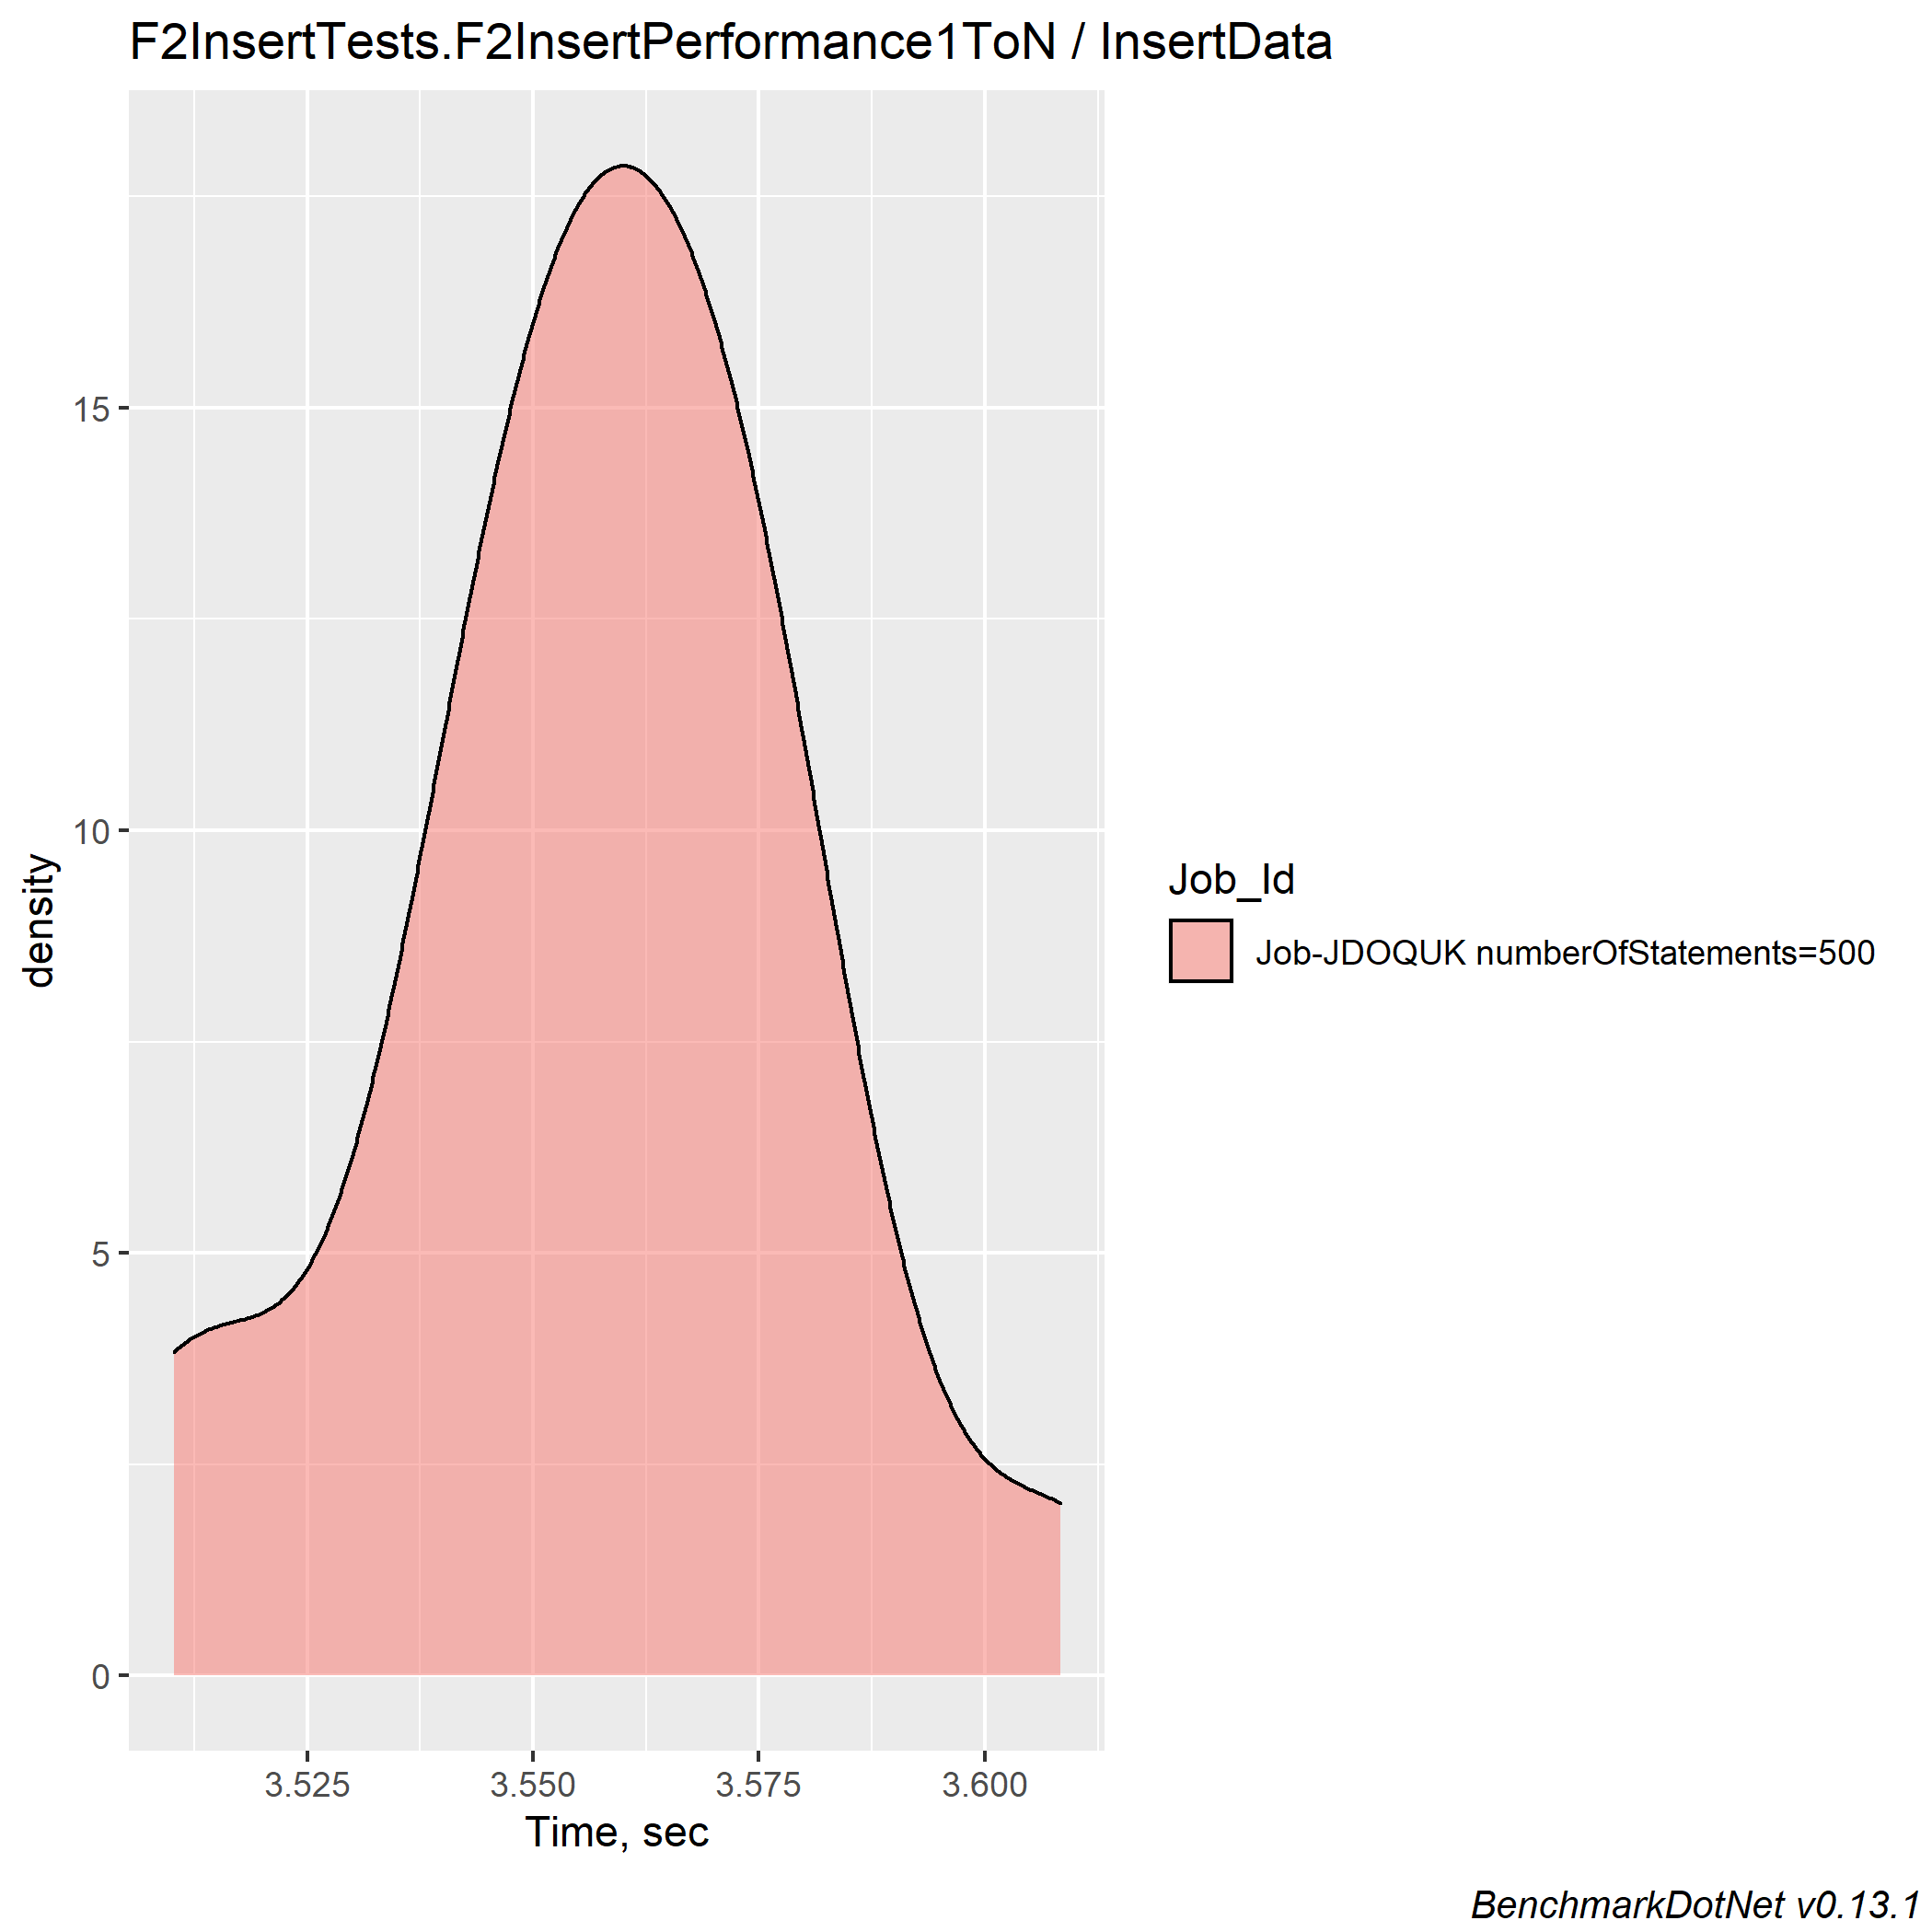 F2InsertTests.F2InsertPerformance1ToN / InsertData
density
15
10
5
0
3.525 3.550 3.575 3.600
Time, sec
Job_Id
Job-JDOQUK numberOfStatements=500
BenchmarkDotNet v0.13.1